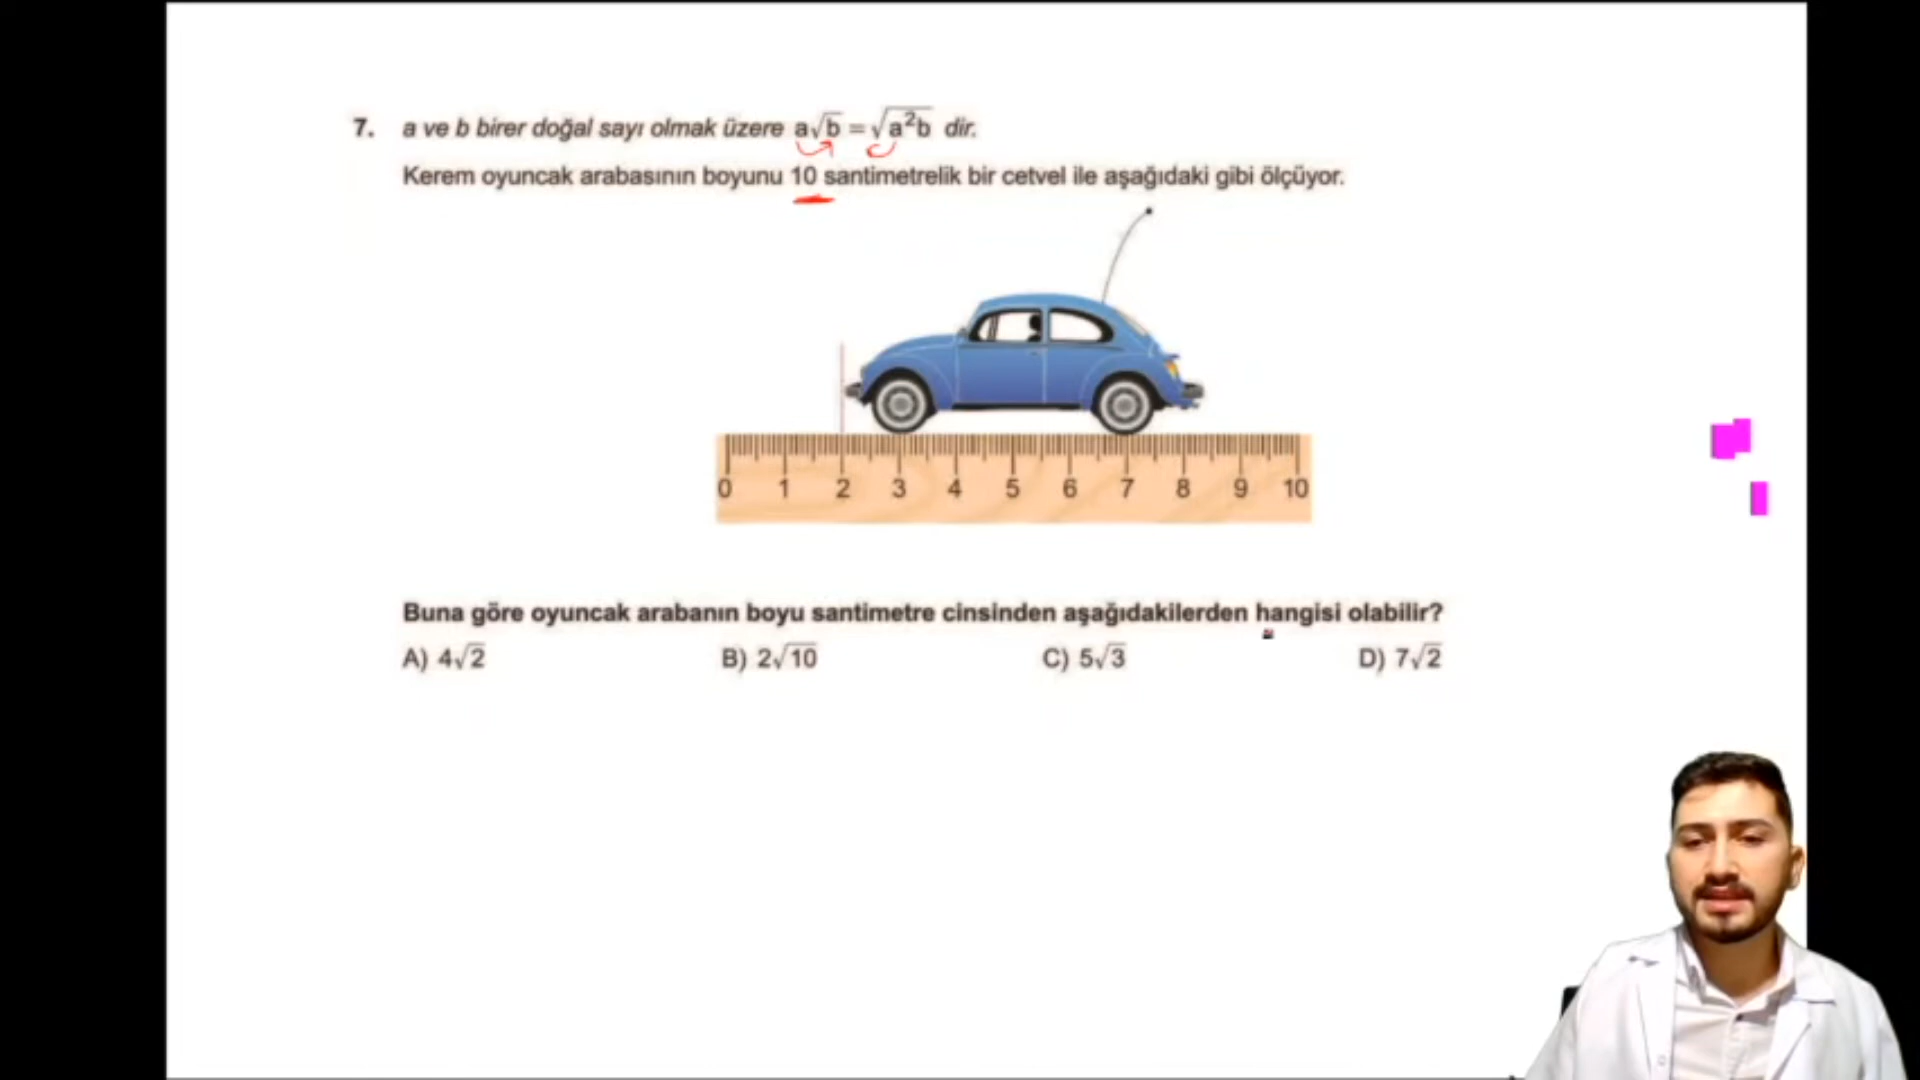 7. a ve b birer doğal sayı olmak üzere a√b = √a²b dir.
Kerem oyuncak arabasının boyunu 10 santimetrelik bir cetvel ile aşağıdaki gibi ölçüyor.
0 1 2 3 4 5 6 7 8 9 10
Buna göre oyuncak arabanın boyu santimetre cinsinden aşağıdakilerden hangisi olabilir?
A) 4√2 B) 2√10 C) 5√3 D) 7√2